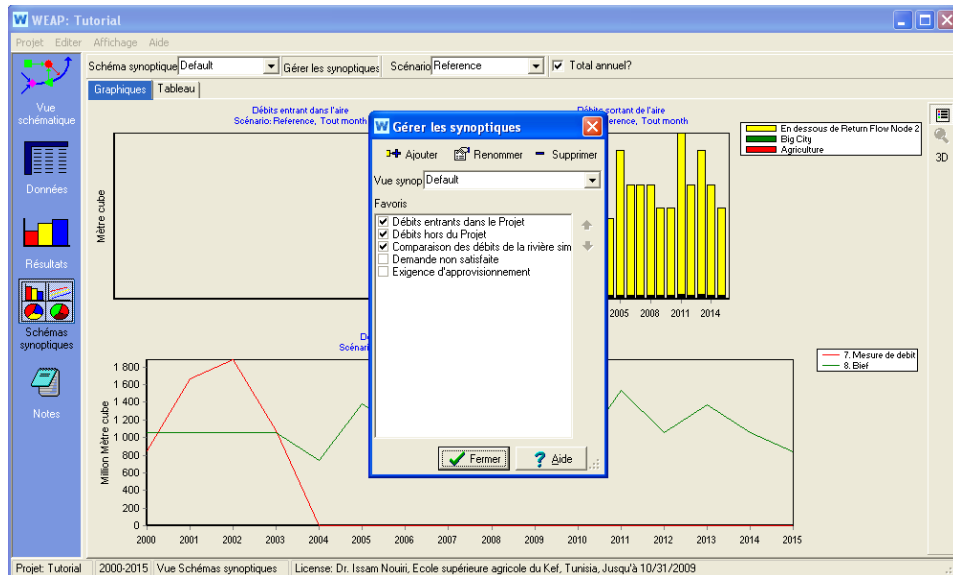 WEAP: Tutorial
Projet Editer Affichage Aide
Schéma synoptique Default Gérer les synoptiques Scénario Reference Total annuel?
Graphiques Tableau
Vue schématique
Données
Résultats
Schémas synoptiques
Notes
Débits entrant dans l'aire
Scénario: Reference, Tout month
Mètre cube
Débits sortant de l'aire
erence, Tout month
En dessous de Return Flow Node 2
Big City
Agriculture
3D
2005 2008 2011 2014
Gérer les synoptiques
Ajouter Renommer Supprimer
Vue synop Default
Favoris
Débits entrants dans le Projet
Débits hors du Projet
Comparaison des débits de la rivière sim
Demande non satisfaite
Exigence d'approvisionnement
Fermer Aide
Scénar
Million Mètre cube
1 800
1 600
1 400
1 200
1 000
800
600
400
200
0
2000 2001 2002 2003 2004 2005 2006 2007 2008 2009 2010 2011 2012 2013 2014 2015
7. Mesure de debit
8. Bief
Projet: Tutorial 2000-2015 Vue Schémas synoptiques License: Dr. Issam Nouiri, Ecole supérieure agricole du Kef, Tunisia, Jusqu'à 10/31/2009